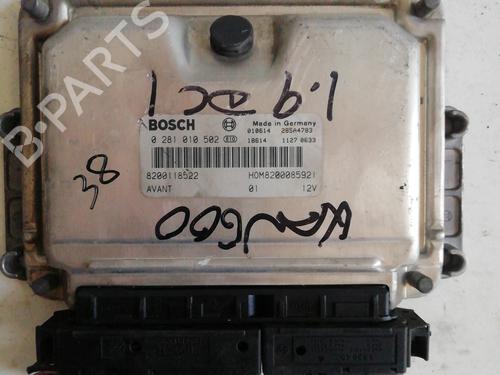 B-PARTS
1.9 DCI
BOSCH
Made in Germany
010614 28SA4783
0 281 010 502
18614 1127 0633
8200118522 HOM8200085921
AVANT 01 12V
38
KANGOO